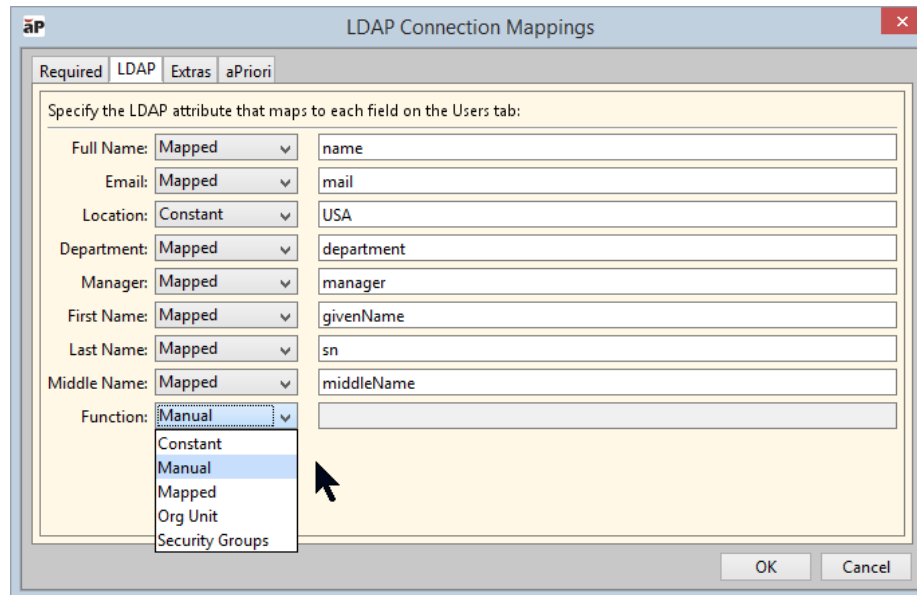 āP LDAP Connection Mappings
Required LDAP Extras aPriori
Specify the LDAP attribute that maps to each field on the Users tab:
Full Name: Mapped name
Email: Mapped mail
Location: Constant USA
Department: Mapped department
Manager: Mapped manager
First Name: Mapped givenName
Last Name: Mapped sn
Middle Name: Mapped middleName
Function: Manual
Constant
Manual
Mapped
Org Unit
Security Groups
OK Cancel